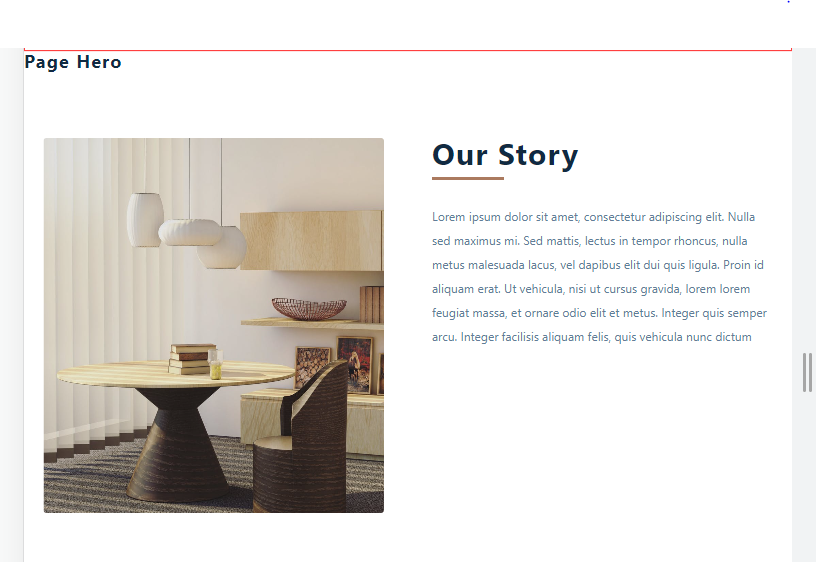 Page Hero
Our Story
Lorem ipsum dolor sit amet, consectetur adipiscing elit. Nulla
sed maximus mi. Sed mattis, lectus in tempor rhoncus, nulla
metus malesuada lacus, vel dapibus elit dui quis ligula. Proin id
aliquam erat. Ut vehicula, nisi ut cursus gravida, lorem lorem
feugiat massa, et ornare odio elit et metus. Integer quis semper
arcu. Integer facilisis aliquam felis, quis vehicula nunc dictum